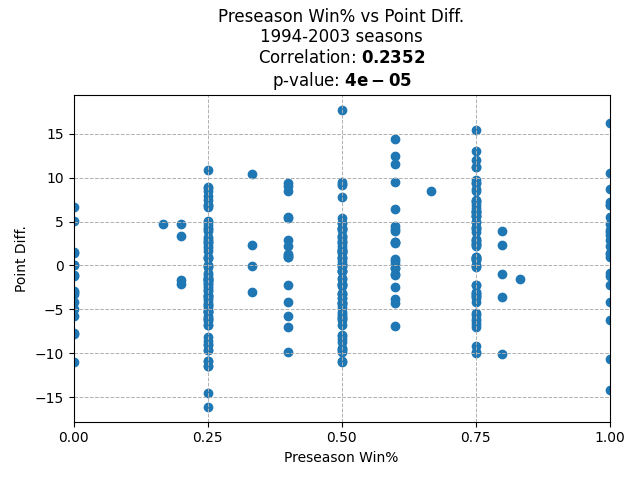 Preseason Win% vs Point Diff.
1994-2003 seasons
Correlation: 0.2352
p-value: 4e − 05
15
10
5
0
−5
−10
−15
Point Diff.
0.00 0.25 0.50 0.75 1.00
Preseason Win%